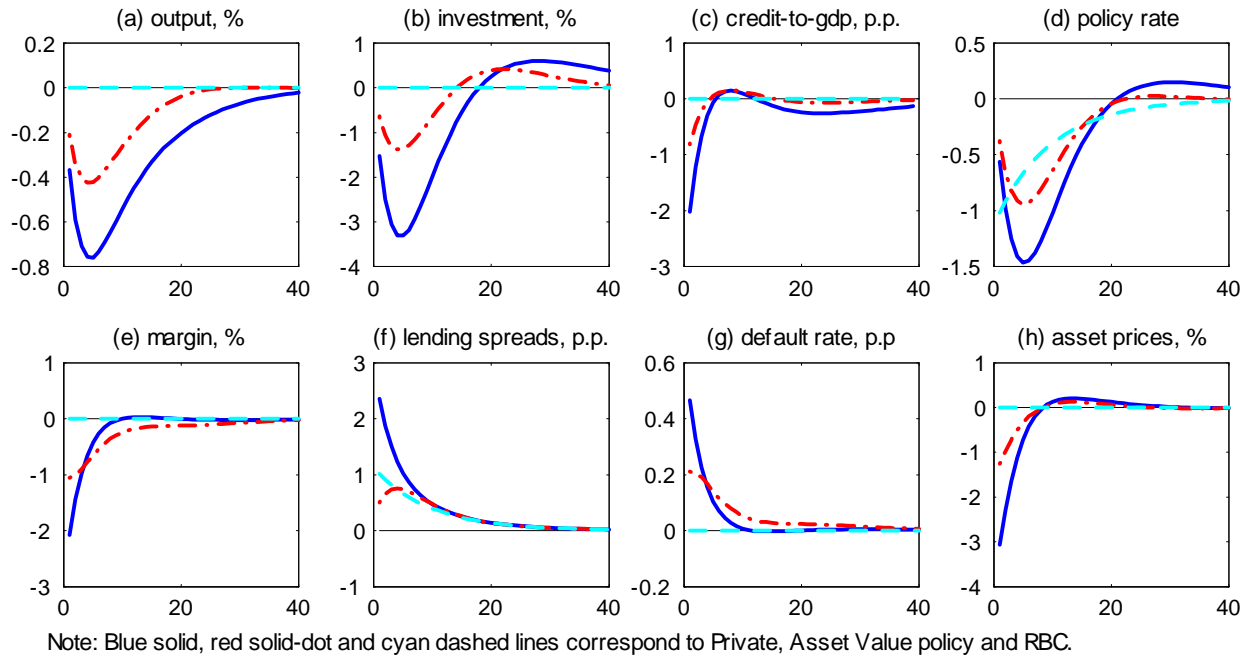 (a) output, %
(b) investment, %
(c) credit-to-gdp, p.p.
(d) policy rate
0.2
0
-0.2
-0.4
-0.6
-0.8
0 20 40
1
0
-1
-2
-3
-4
0 20 40
1
0
-1
-2
-3
0 20 40
0.5
0
-0.5
-1
-1.5
0 20 40
(e) margin, %
(f) lending spreads, p.p.
(g) default rate, p.p
(h) asset prices, %
1
0
-1
-2
-3
0 20 40
3
2
1
0
-1
0 20 40
0.6
0.4
0.2
0
-0.2
0 20 40
1
0
-1
-2
-3
-4
0 20 40
Note: Blue solid, red solid-dot and cyan dashed lines correspond to Private, Asset Value policy and RBC.